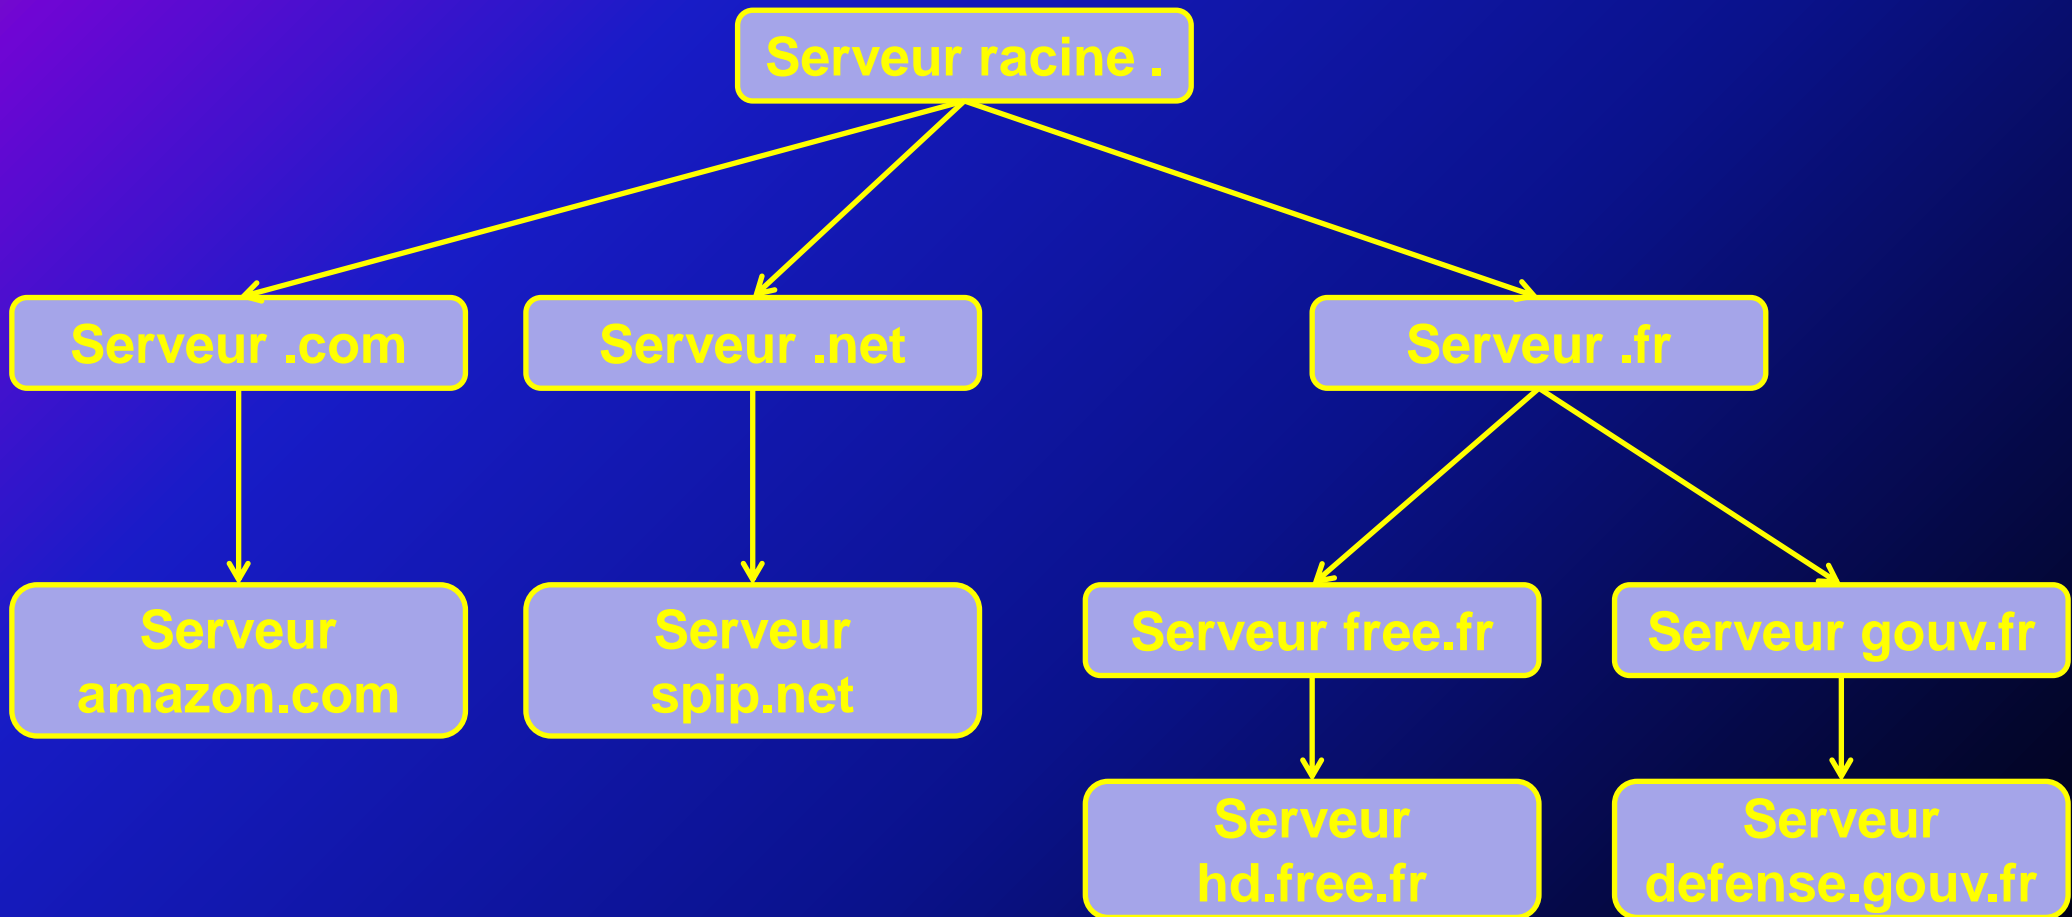 Serveur racine .
Serveur .com
Serveur .net
Serveur .fr
Serveur
amazon.com
Serveur
spip.net
Serveur free.fr
Serveur gouv.fr
Serveur
hd.free.fr
Serveur
defense.gouv.fr